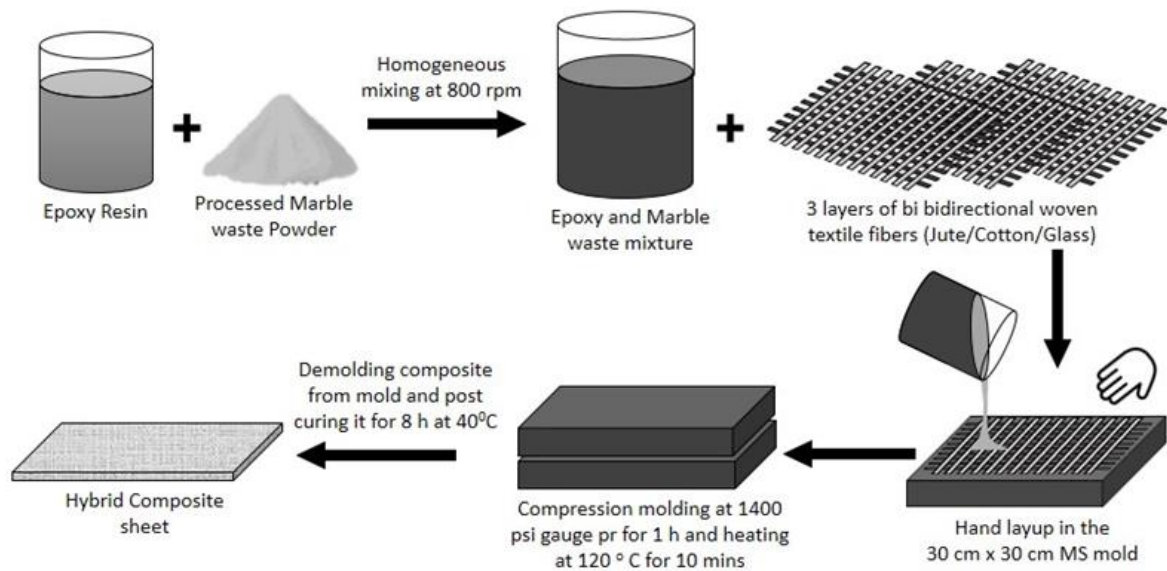 Homogeneous
mixing at 800 rpm
+
+
Epoxy Resin
Processed Marble
waste Powder
Epoxy and Marble
waste mixture
3 layers of bi bidirectional woven
textile fibers (Jute/Cotton/Glass)
Demolding composite
from mold and post
curing it for 8 h at 40⁰C
Hybrid Composite
sheet
Compression molding at 1400
psi gauge pr for 1 h and heating
at 120 ° C for 10 mins
Hand layup in the
30 cm x 30 cm MS mold